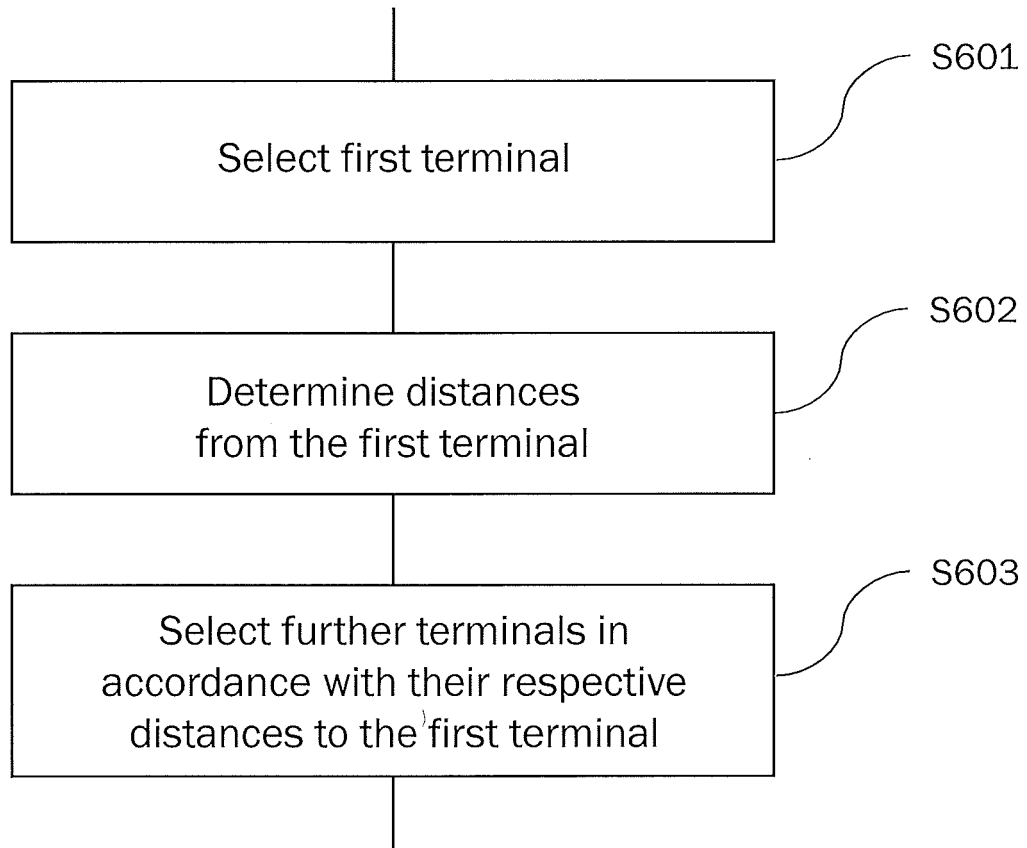 S601
Select first terminal
S602
Determine distances
from the first terminal
S603
Select further terminals in
accordance with their respective
distances to the first terminal